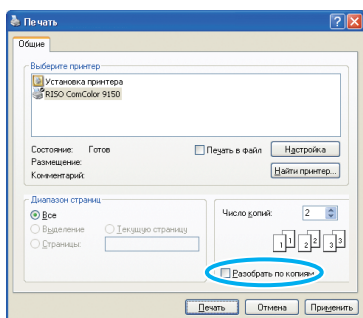 Печать
Общие
Выберите принтер
Установка принтера
RISO ComColor 9150
Состояние: Готов
Печать в файл
Настройка
Размещение:
Комментарий:
Найти принтер...
Диапазон страниц
Все
Выделение
Текущую страницу
Страницы:
Число копий: 2
1 1 2 2 3 3
Разобрать по копиям
Печать
Отмена
Применить